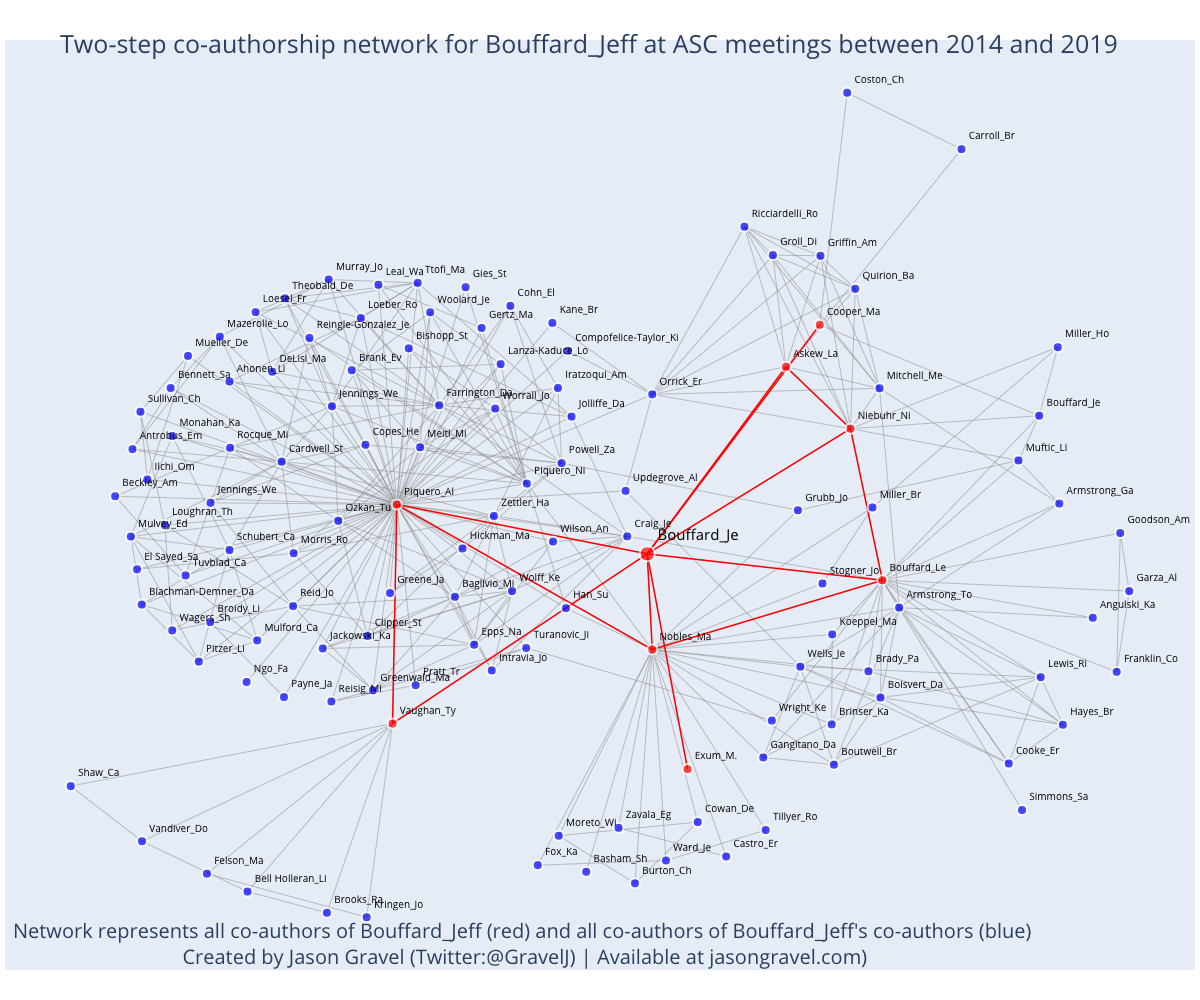 Two-step co-authorship network for Bouffard_Jeff at ASC meetings between 2014 and 2019
Coston_Ch
Carroll_Br
Ricciardelli_Ro
Groll_Di
Griffin_Am
Quirion_Ba
Cooper_Ma
Murray_Jo
Leal_Wa
Ttofi_Ma
Gies_St
Theobald_De
Loesel_Fr
Loeber_Ro
Woolard_Je
Cohn_El
Kane_Br
Mazerolle_Lo
Reingle-Gonzalez_Je
Gertz_Ma
Bishopp_St
Compofelice-Taylor_Ki
Miller_Ho
Mueller_De
DeLisi_Ma
Brank_Ev
Lanza-Kaduce_Lo
Askew_La
Bennett_Sa
Ahonen_Li
Iratzoqui_Am
Orrick_Er
Mitchell_Me
Sullivan_Ch
Jennings_We
Farrington_Da
Worrall_Jo
Jolliffe_Da
Niebuhr_Ni
Bouffard_Je
Monahan_Ka
Antrobus_Em
Rocque_Mi
Cardwell_St
Copes_He
Meitl_Mi
Powell_Za
Muftic_Li
Ilchi_Om
Piquero_Ni
Updegrove_Al
Beckley_Am
Jennings_We
Piquero_Al
Grubb_Jo
Miller_Br
Armstrong_Ga
Loughran_Th
Ozkan_Tu
Zettler_Ha
Mulvey_Ed
Wilson_An
Craig_Je
Bouffard_Je
Goodson_Am
Schubert_Ca
Morris_Ro
Hickman_Ma
El Sayed_Sa
Tuvblad_Ca
Stogner_Jo
Bouffard_Le
Blachman-Demner_Da
Greene_Ja
Baglivio_Mi
Wolff_Ke
Garza_Al
Reid_Jo
Han_Su
Armstrong_To
Angulski_Ka
Wagers_Sh
Broidy_Li
Mulford_Ca
Clipper_St
Koeppel_Ma
Pitzer_Li
Jackowski_Ka
Epps_Na
Turanovic_Ji
Nobles_Ma
Wells_Je
Brady_Pa
Lewis_Ri
Franklin_Co
Ngo_Fa
Payne_Ja
Reisig_Mi
Greenwald_Ma
Pratt_Tr
Intravia_Jo
Boisvert_Da
Vaughan_Ty
Wright_Ke
Brinser_Ka
Hayes_Br
Exum_M.
Gangitano_Da
Boutwell_Br
Cooke_Er
Shaw_Ca
Simmons_Sa
Vandiver_Do
Moreto_Wi
Zavala_Eg
Cowan_De
Tillyer_Ro
Felson_Ma
Fox_Ka
Basham_Sh
Ward_Je
Castro_Er
Bell Holleran_Li
Burton_Ch
Brooks_Ra
Kringen_Jo
Network represents all co-authors of Bouffard_Jeff (red) and all co-authors of Bouffard_Jeff's co-authors (blue)
Created by Jason Gravel (Twitter:@GravelJ) | Available at jasongravel.com)